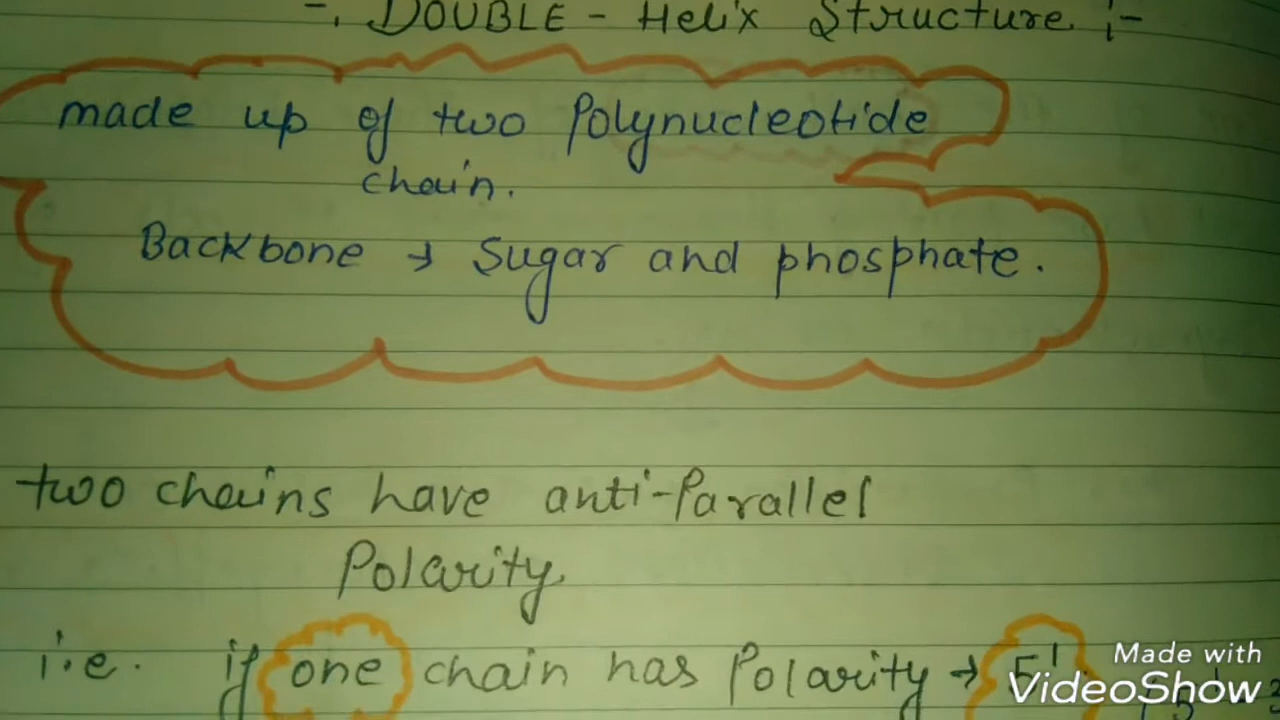 -. DOUBLE - Helix Structure :-
made up of two Polynucleotide
chain.
Backbone → Sugar and phosphate.
two chains have anti-Parallel
Polarity
i.e. if one chain has Polarity → 5'
Made with
VideoShow